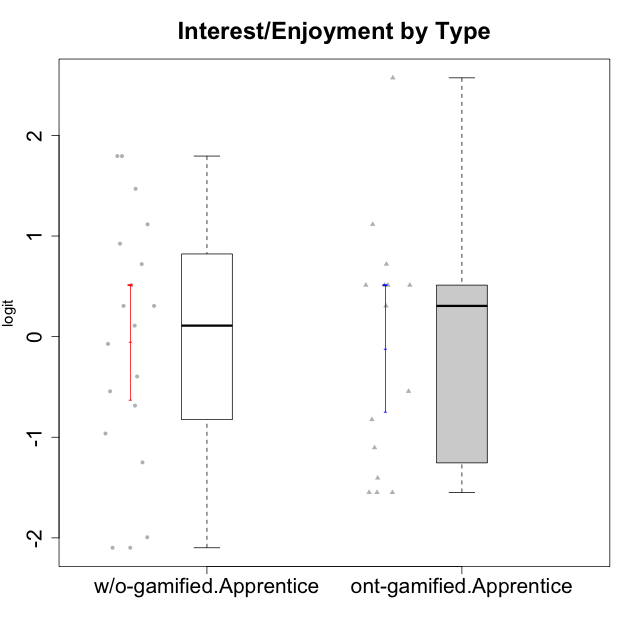 Interest/Enjoyment by Type
logit
2
1
0
-1
-2
w/o-gamified.Apprentice
ont-gamified.Apprentice